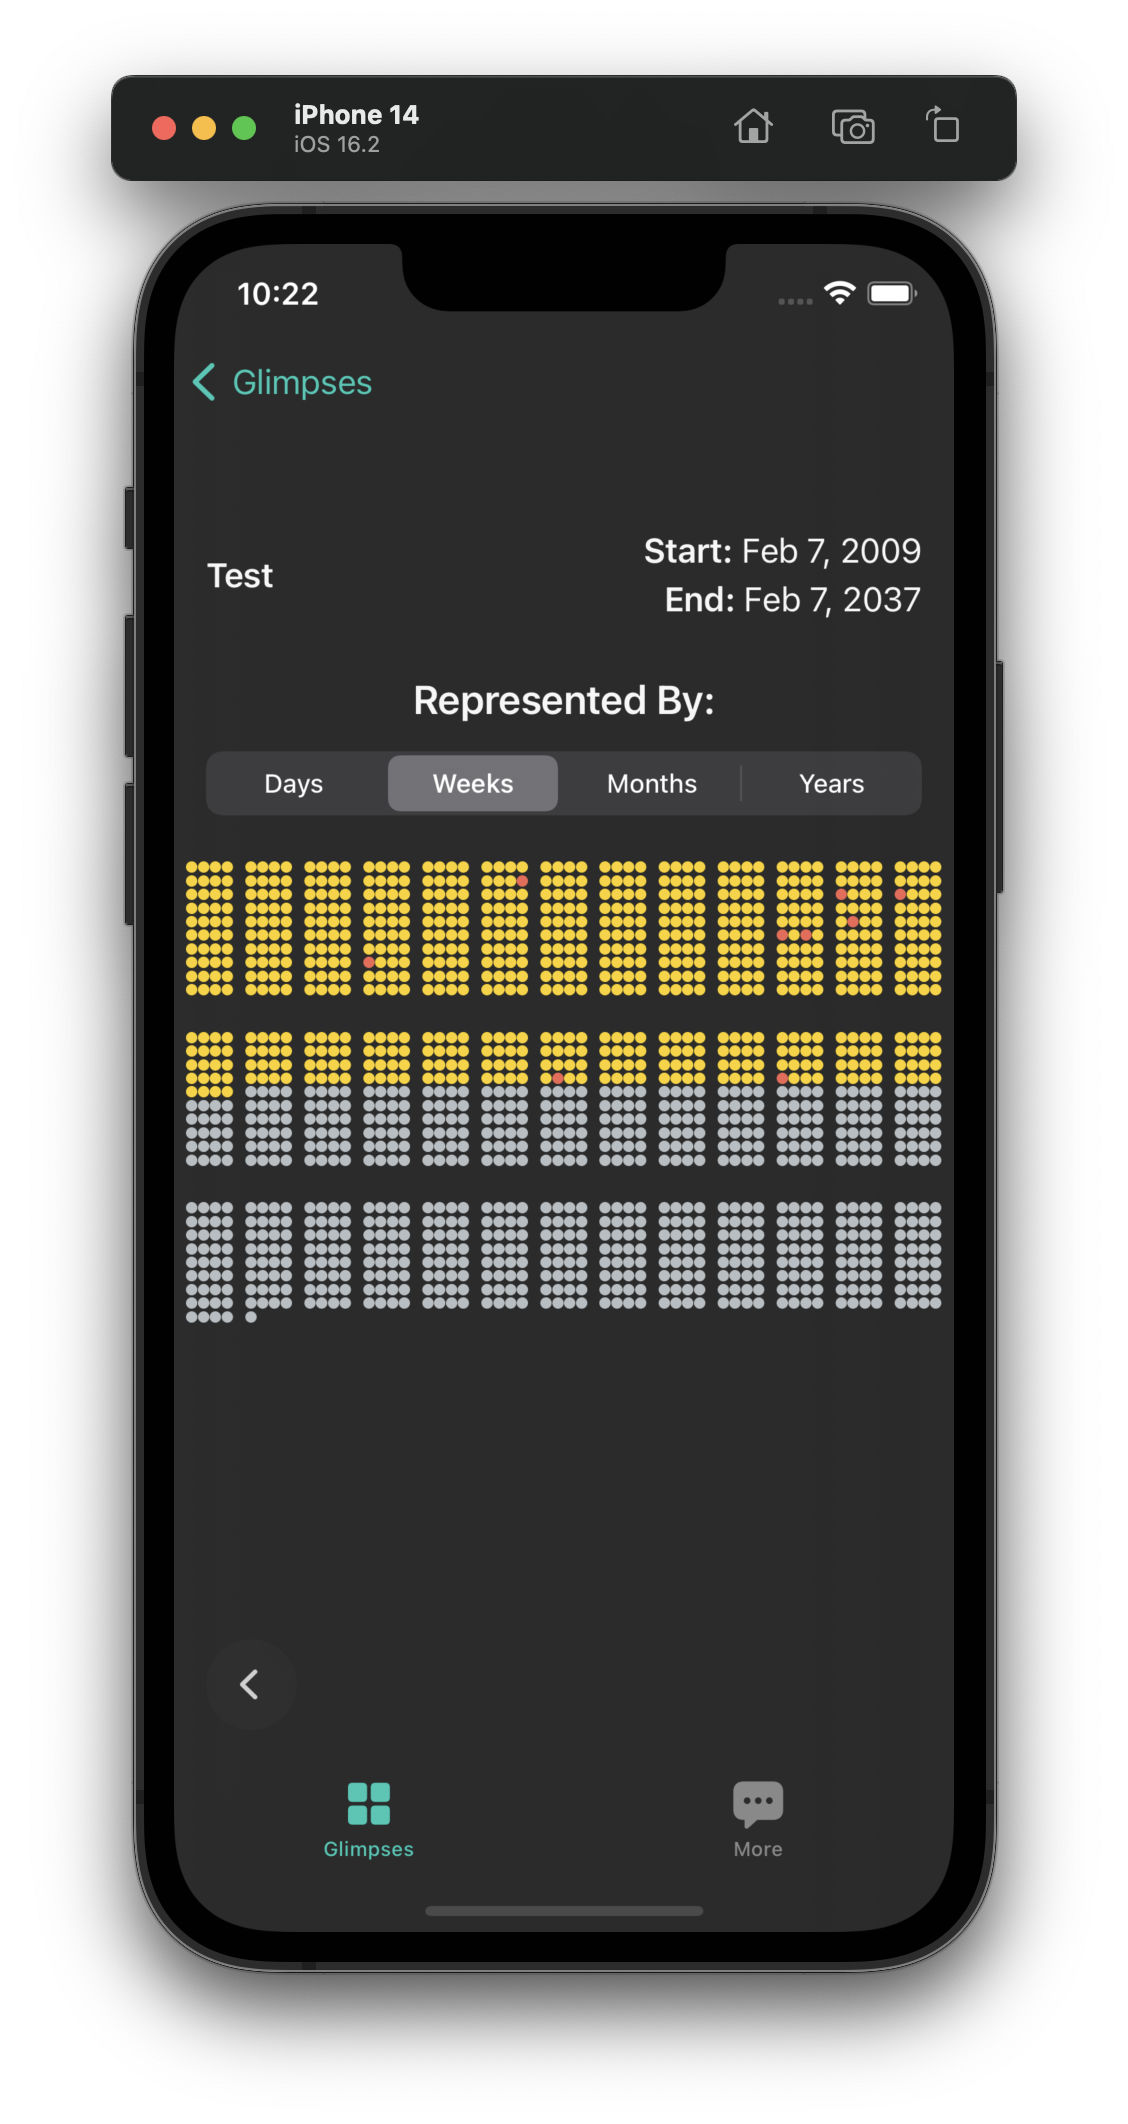 iPhone 14
iOS 16.2
10:22
Glimpses
Test
Start: Feb 7, 2009
End: Feb 7, 2037
Represented By:
Days Weeks Months Years
Glimpses More